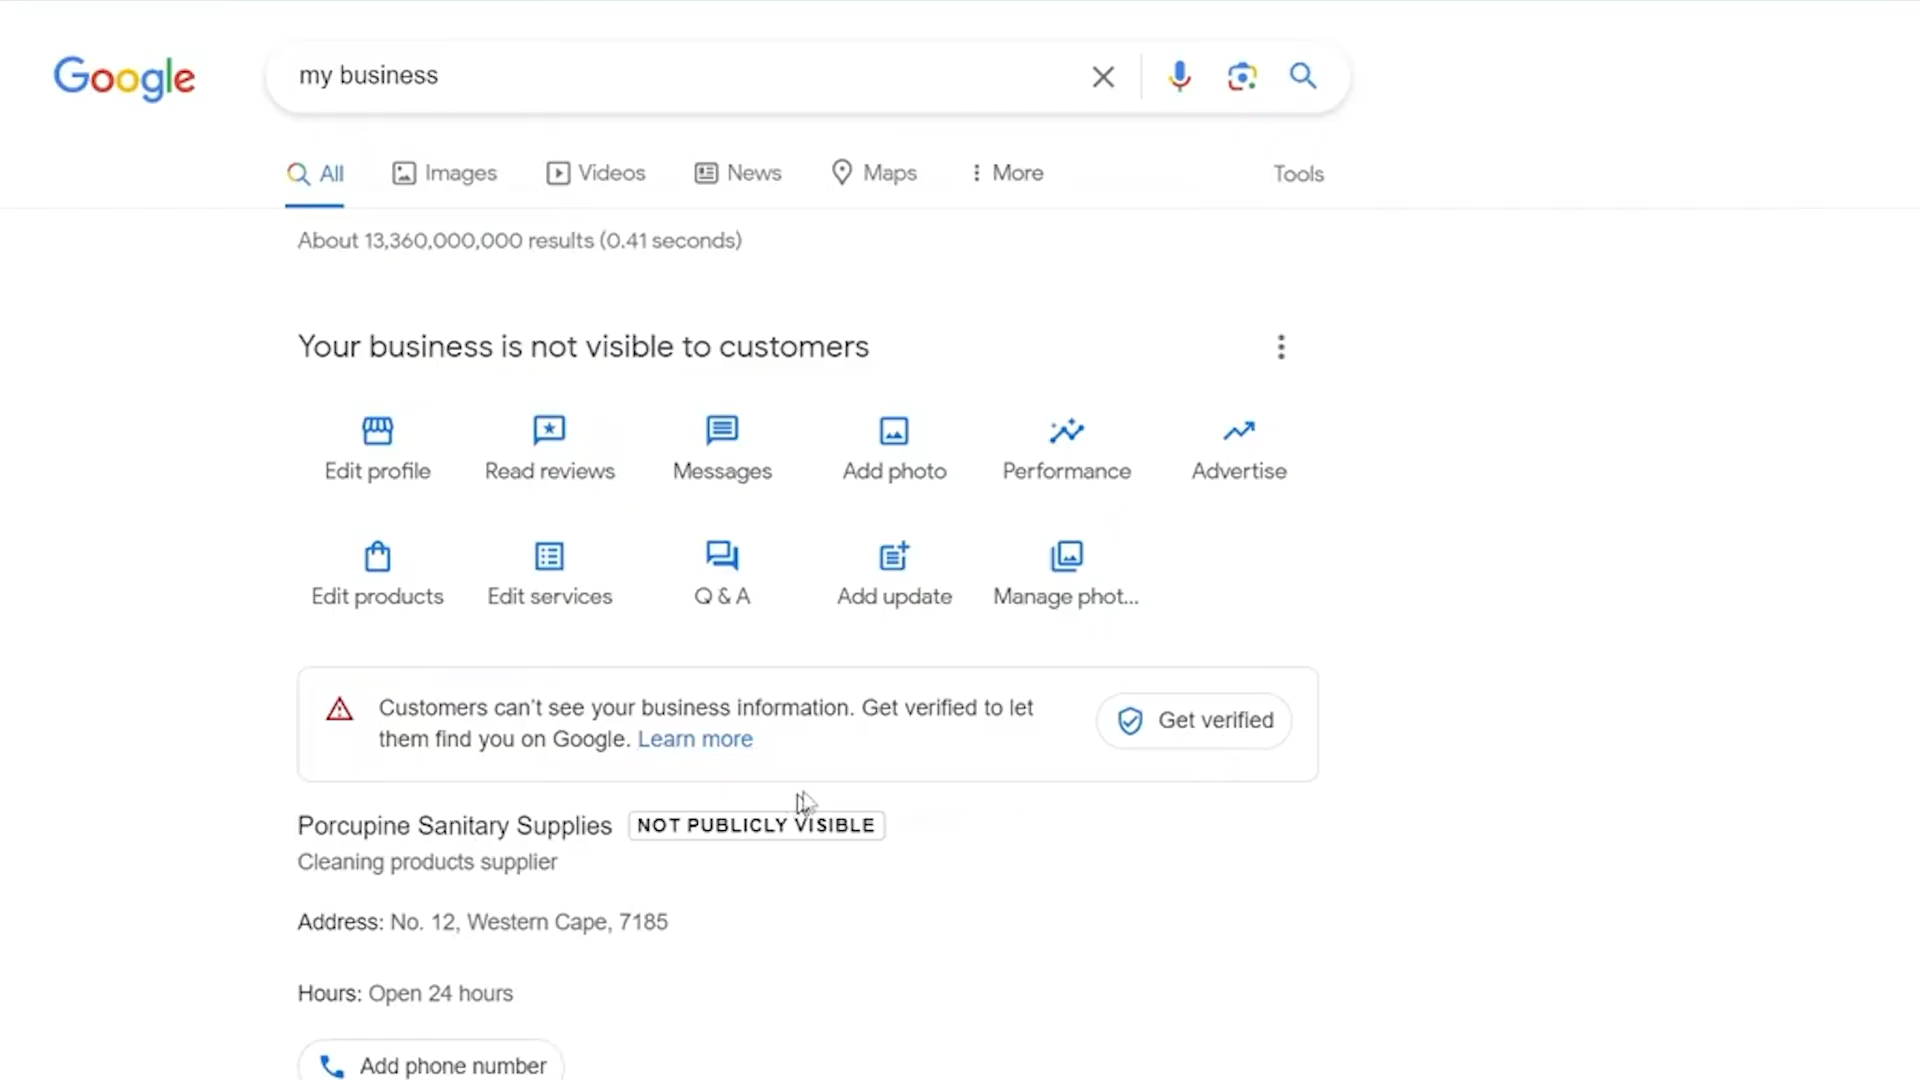 Google
my business
All Images Videos News Maps More Tools
About 13,360,000,000 results (0.41 seconds)
Your business is not visible to customers
Edit profile Read reviews Messages Add photo Performance Advertise
Edit products Edit services Q & A Add update Manage phot...
Customers can't see your business information. Get verified to let
them find you on Google. Learn more
Get verified
Porcupine Sanitary Supplies NOT PUBLICLY VISIBLE
Cleaning products supplier
Address: No. 12, Western Cape, 7185
Hours: Open 24 hours
Add phone number